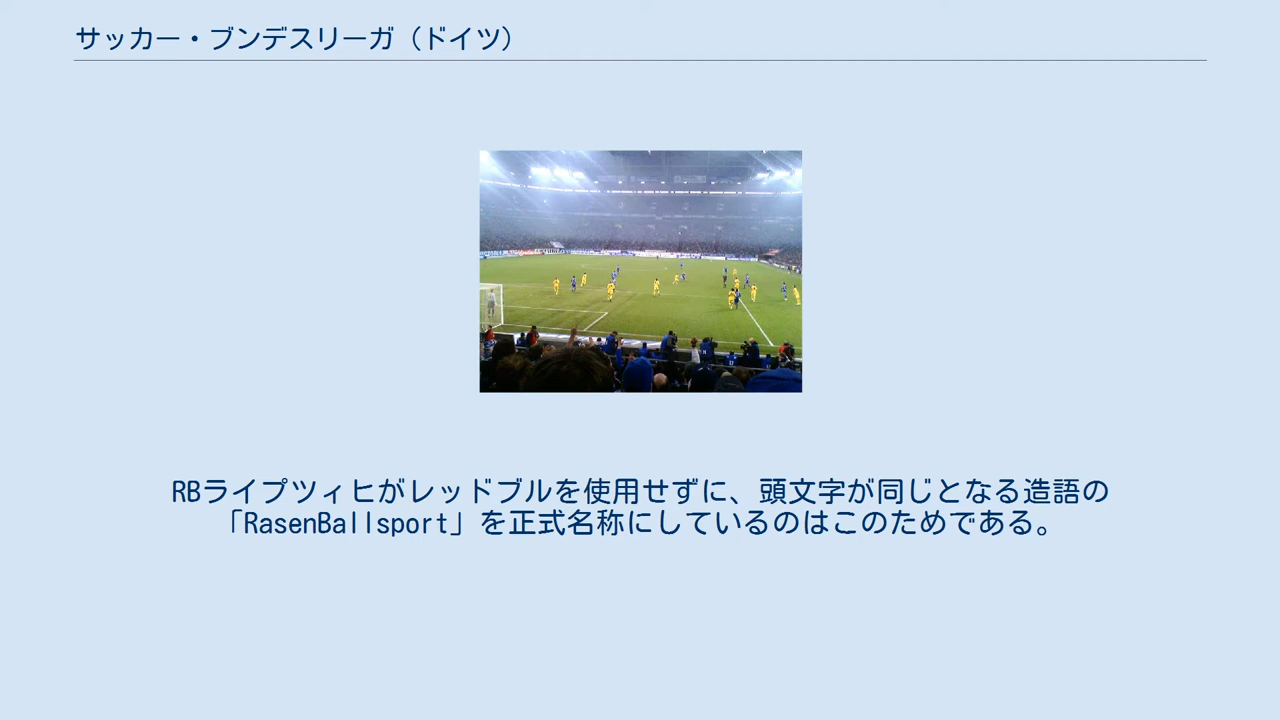 サッカー・ブンデスリーガ（ドイツ）
RBライプツィヒがレッドブルを使用せずに、頭文字が同じとなる造語の
「RasenBallsport」を正式名称にしているのはこのためである。